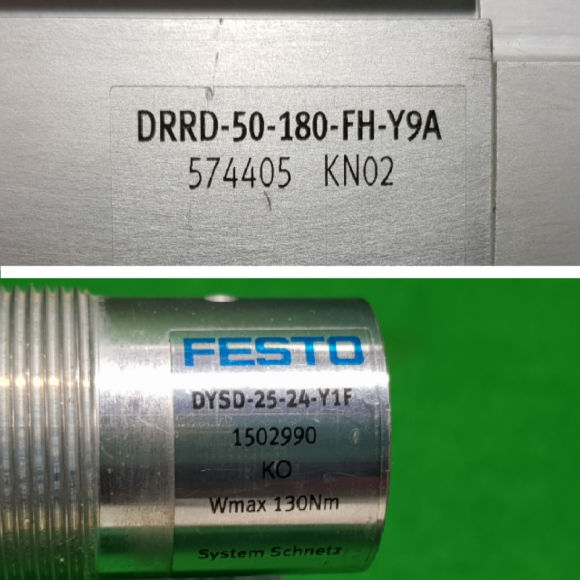 DRRD-50-180-FH-Y9A
574405 KN02
FESTO
DYSD-25-24-Y1F
1502990
KO
Wmax 130Nm
System Schnetz